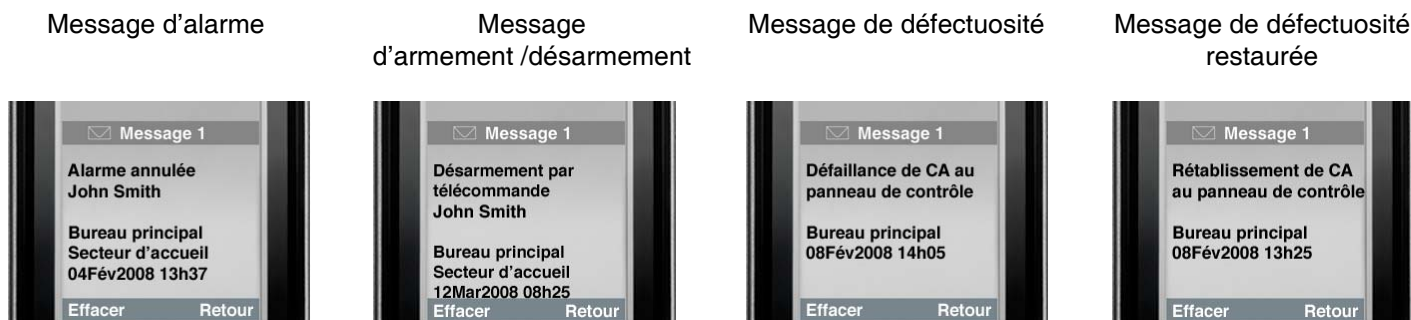 Message d'alarme
Message
d'armement /désarmement
Message de défectuosité
Message de défectuosité
restaurée
Message 1
Alarme annulée
John Smith
Bureau principal
Secteur d'accueil
04Fév2008 13h37
Effacer Retour
Message 1
Désarmement par
télécommande
John Smith
Bureau principal
Secteur d'accueil
12Mar2008 08h25
Effacer Retour
Message 1
Défaillance de CA au
panneau de contrôle
Bureau principal
08Fév2008 14h05
Effacer Retour
Message 1
Rétablissement de CA
au panneau de contrôle
Bureau principal
08Fév2008 13h25
Effacer Retour